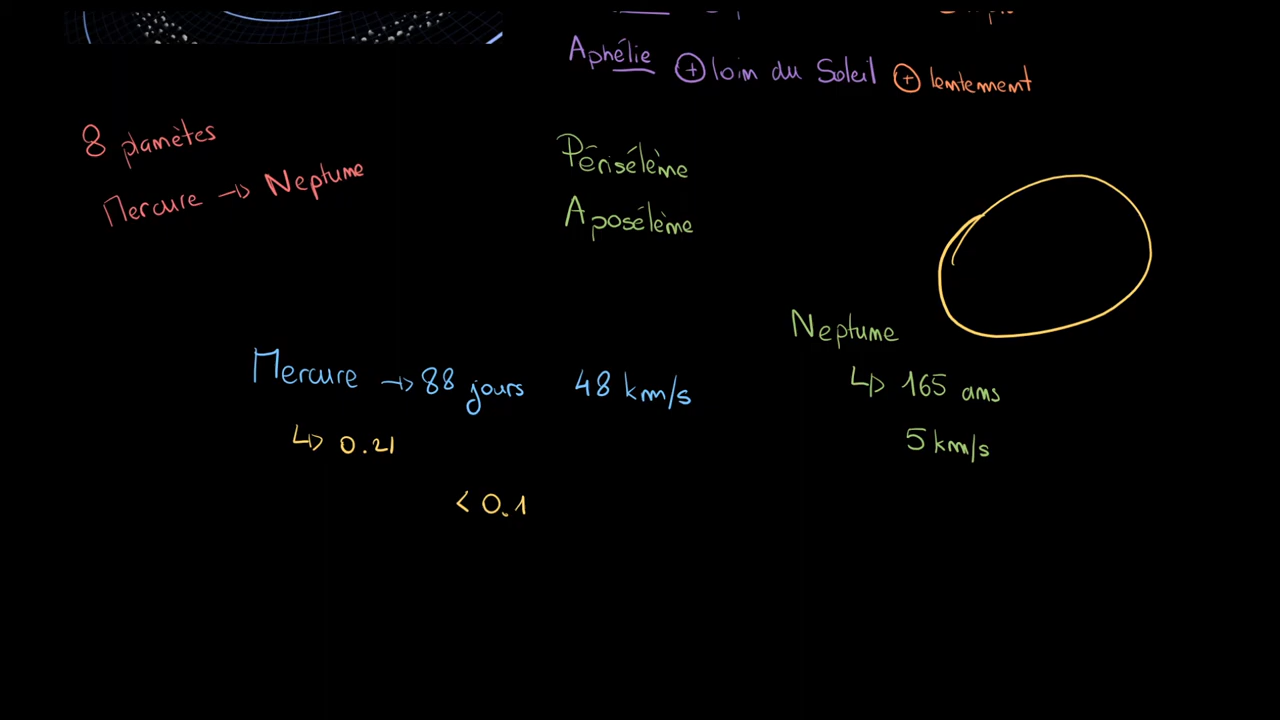 Aphélie ⊕ loin du Soleil ⊕ lentement
8 planètes
Mercure → Neptune
Périsélène
Aposélène
Neptune
↳ 165 ans
5 km/s
Mercure → 88 jours 48 km/s
↳ 0.21
< 0.1